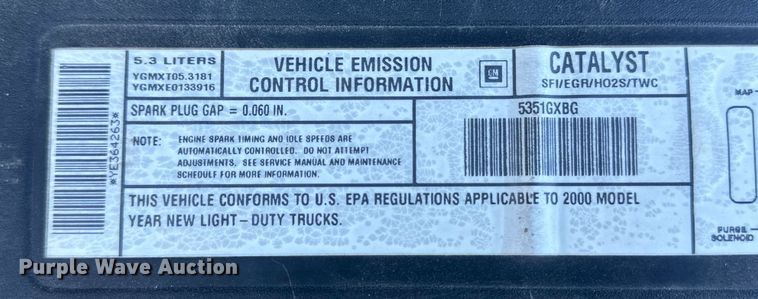 *YE364263*
5.3 LITERS
YGMXT05.3181
YGMXE0133916
VEHICLE EMISSION
CONTROL INFORMATION
GM
CATALYST
SFI/EGR/HO2S/TWC
SPARK PLUG GAP = 0.060 IN.
5351GXBG
NOTE: ENGINE SPARK TIMING AND IDLE SPEEDS ARE
AUTOMATICALLY CONTROLLED. DO NOT ATTEMPT
ADJUSTMENTS. SEE SERVICE MANUAL AND MAINTENANCE
SCHEDULE FOR MORE INFORMATION.
THIS VEHICLE CONFORMS TO U.S. EPA REGULATIONS APPLICABLE TO 2000 MODEL
YEAR NEW LIGHT-DUTY TRUCKS.
MAP
PURGE
SOLENOID
Purple Wave Auction